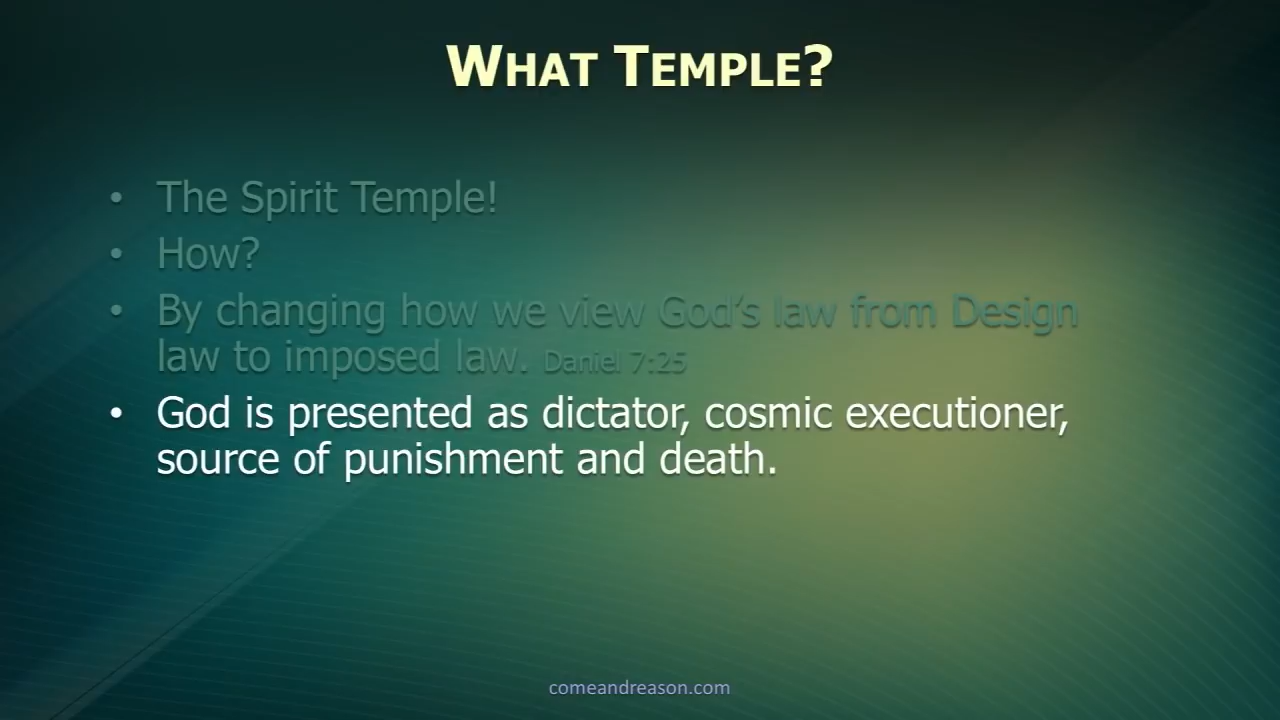 WHAT TEMPLE?
• The Spirit Temple!
• How?
• By changing how we view God's law from Design
law to imposed law. Daniel 7:25
• God is presented as dictator, cosmic executioner,
source of punishment and death.
comeandreason.com